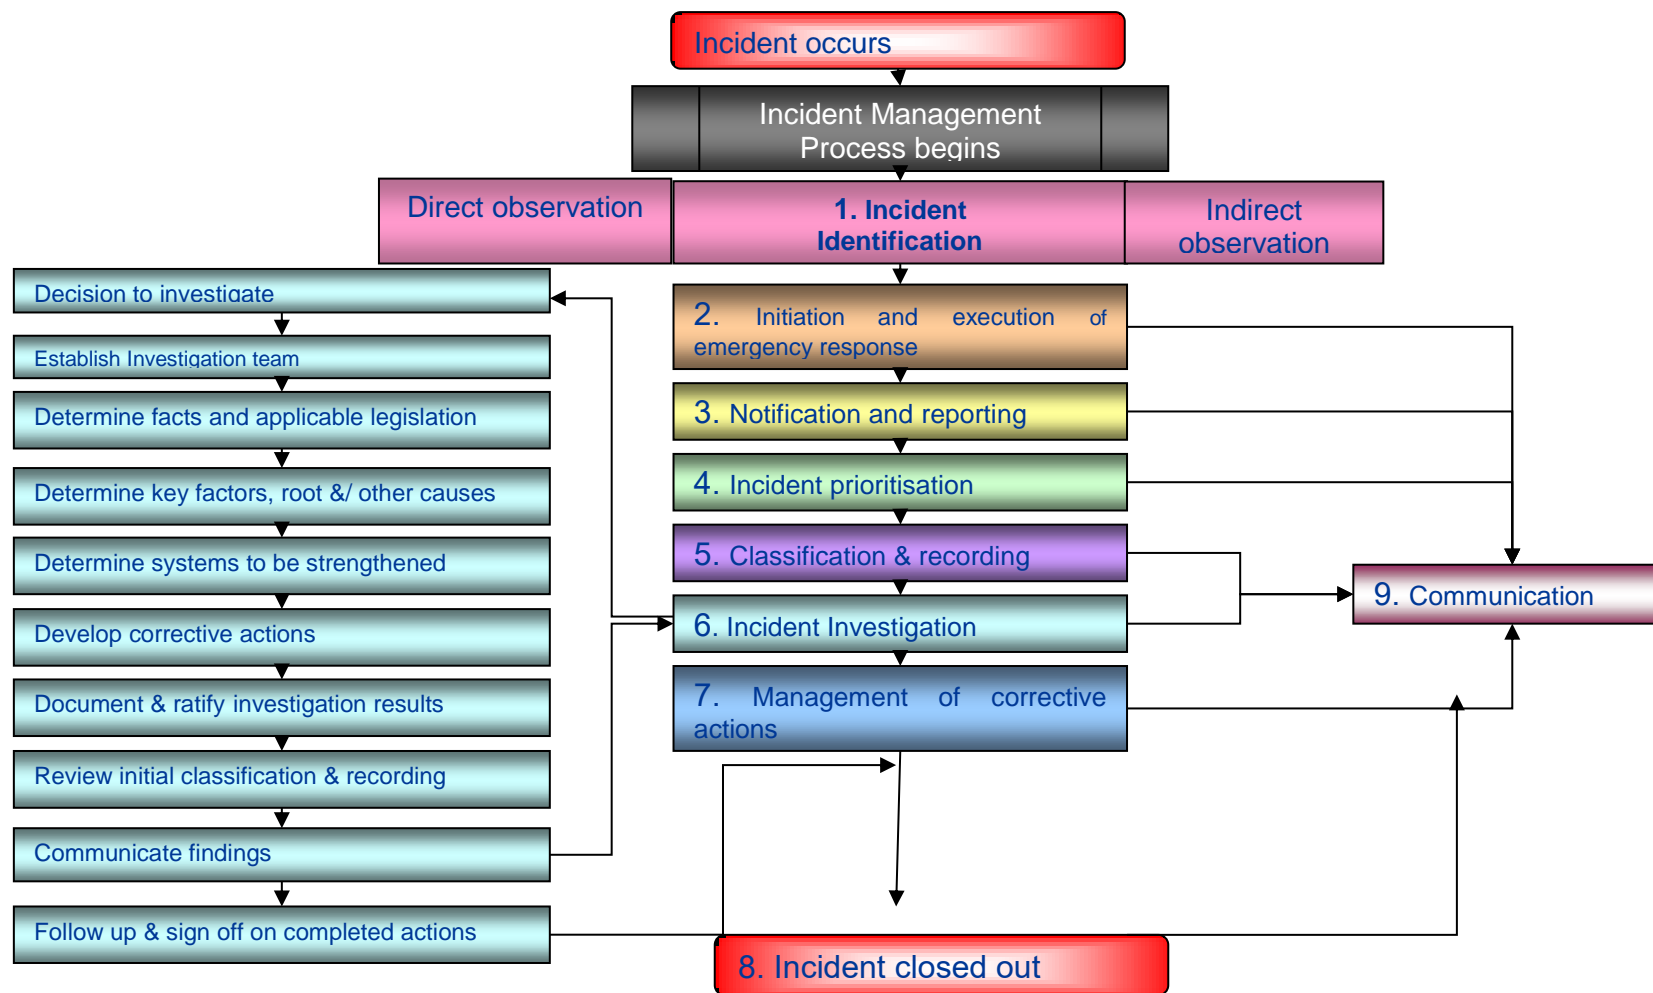 Incident occurs
Incident Management
Process begins
Direct observation
1. Incident
Identification
Indirect
observation
Decision to investigate
Establish Investigation team
Determine facts and applicable legislation
Determine key factors, root &/ other causes
Determine systems to be strengthened
Develop corrective actions
Document & ratify investigation results
Review initial classification & recording
Communicate findings
Follow up & sign off on completed actions
2. Initiation and execution of
emergency response
3. Notification and reporting
4. Incident prioritisation
5. Classification & recording
6. Incident Investigation
7. Management of corrective
actions
8. Incident closed out
9. Communication